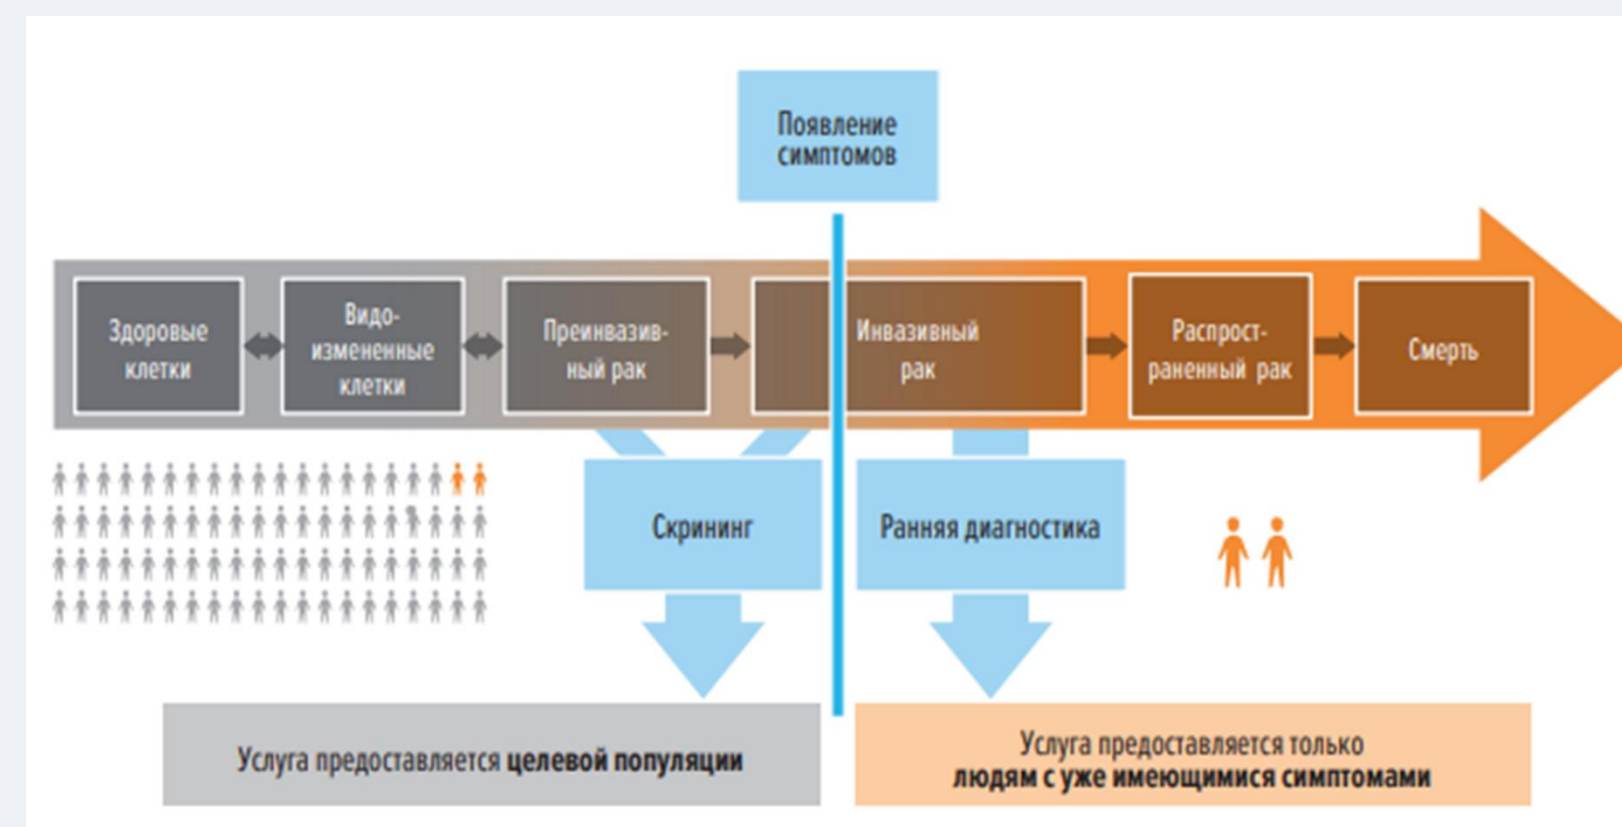 Появление
симптомов
Здоровые
клетки
Видо-
измененные
клетки
Преинвазив-
ный рак
Инвазивный
рак
Распрост-
раненный рак
Смерть
Скрининг
Ранняя диагностика
Услуга предоставляется целевой популяции
Услуга предоставляется только
людям с уже имеющимися симптомами